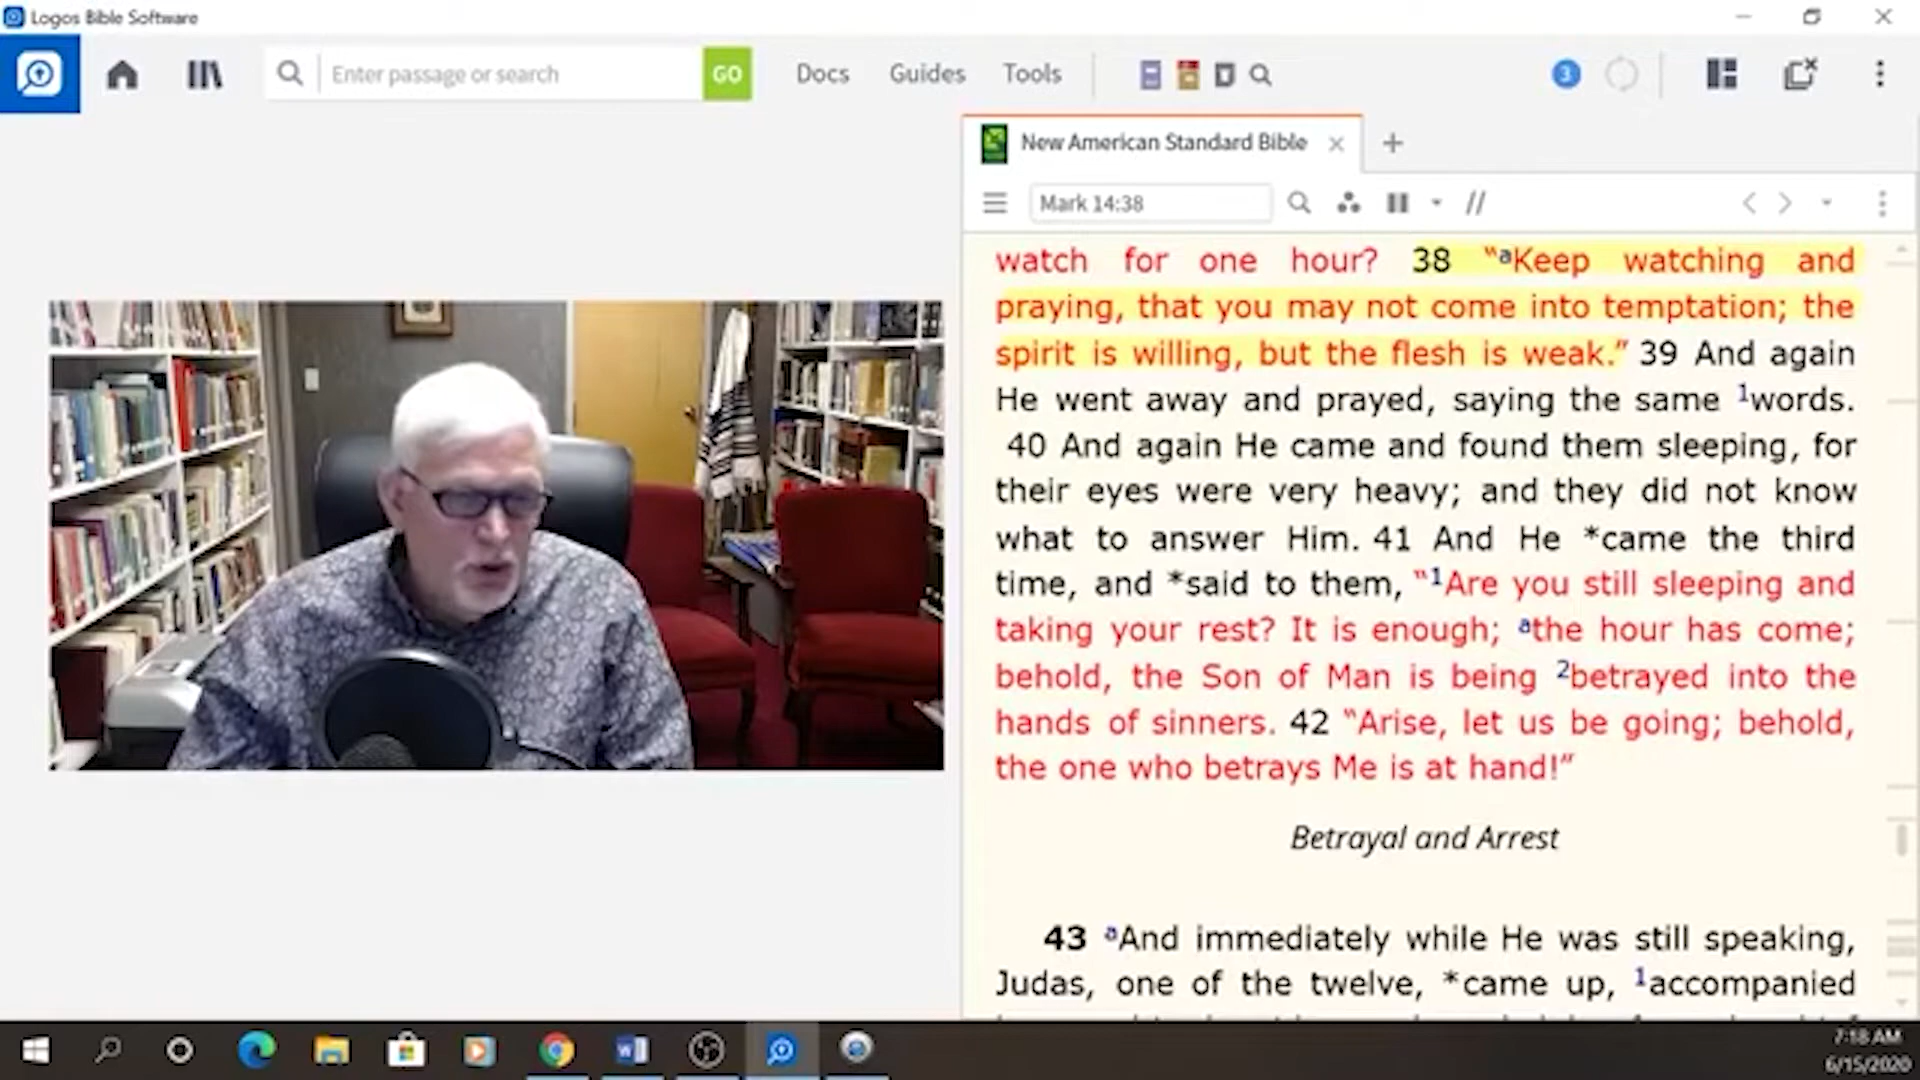 Logos Bible Software
Enter passage or search
GO
Docs
Guides
Tools
3
New American Standard Bible
Mark 14:38
watch for one hour? 38 “aKeep watching and
praying, that you may not come into temptation; the
spirit is willing, but the flesh is weak.” 39 And again
He went away and prayed, saying the same 1words.
40 And again He came and found them sleeping, for
their eyes were very heavy; and they did not know
what to answer Him. 41 And He *came the third
time, and *said to them, “1Are you still sleeping and
taking your rest? It is enough; athe hour has come;
behold, the Son of Man is being 2betrayed into the
hands of sinners. 42 “Arise, let us be going; behold,
the one who betrays Me is at hand!”
Betrayal and Arrest
43 aAnd immediately while He was still speaking,
Judas, one of the twelve, *came up, 1accompanied
7:18 AM
6/15/2020